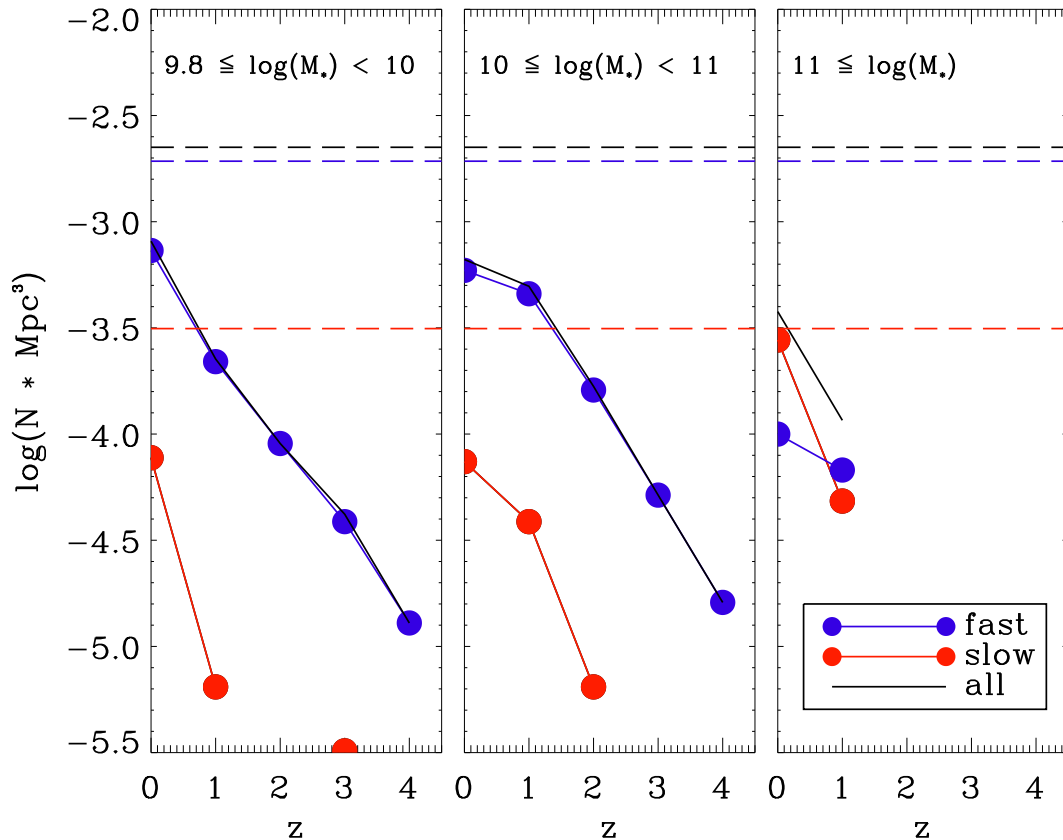 9.8 ≦ log(M*) < 10
10 ≦ log(M*) < 11
11 ≦ log(M*)
log(N * Mpc³)
−2.0
−2.5
−3.0
−3.5
−4.0
−4.5
−5.0
−5.5
0 1 2 3 4
0 1 2 3 4
0 1 2 3 4
z
z
z
fast
slow
all